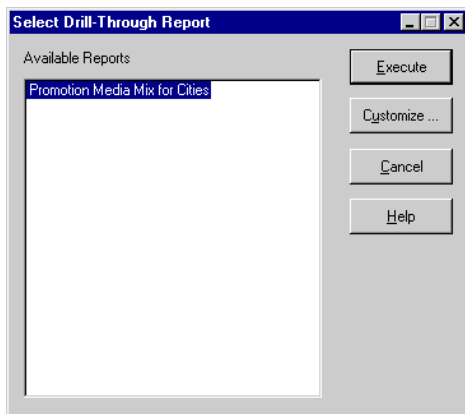 Select Drill-Through Report
Available Reports
Promotion Media Mix for Cities
Execute
Customize ...
Cancel
Help